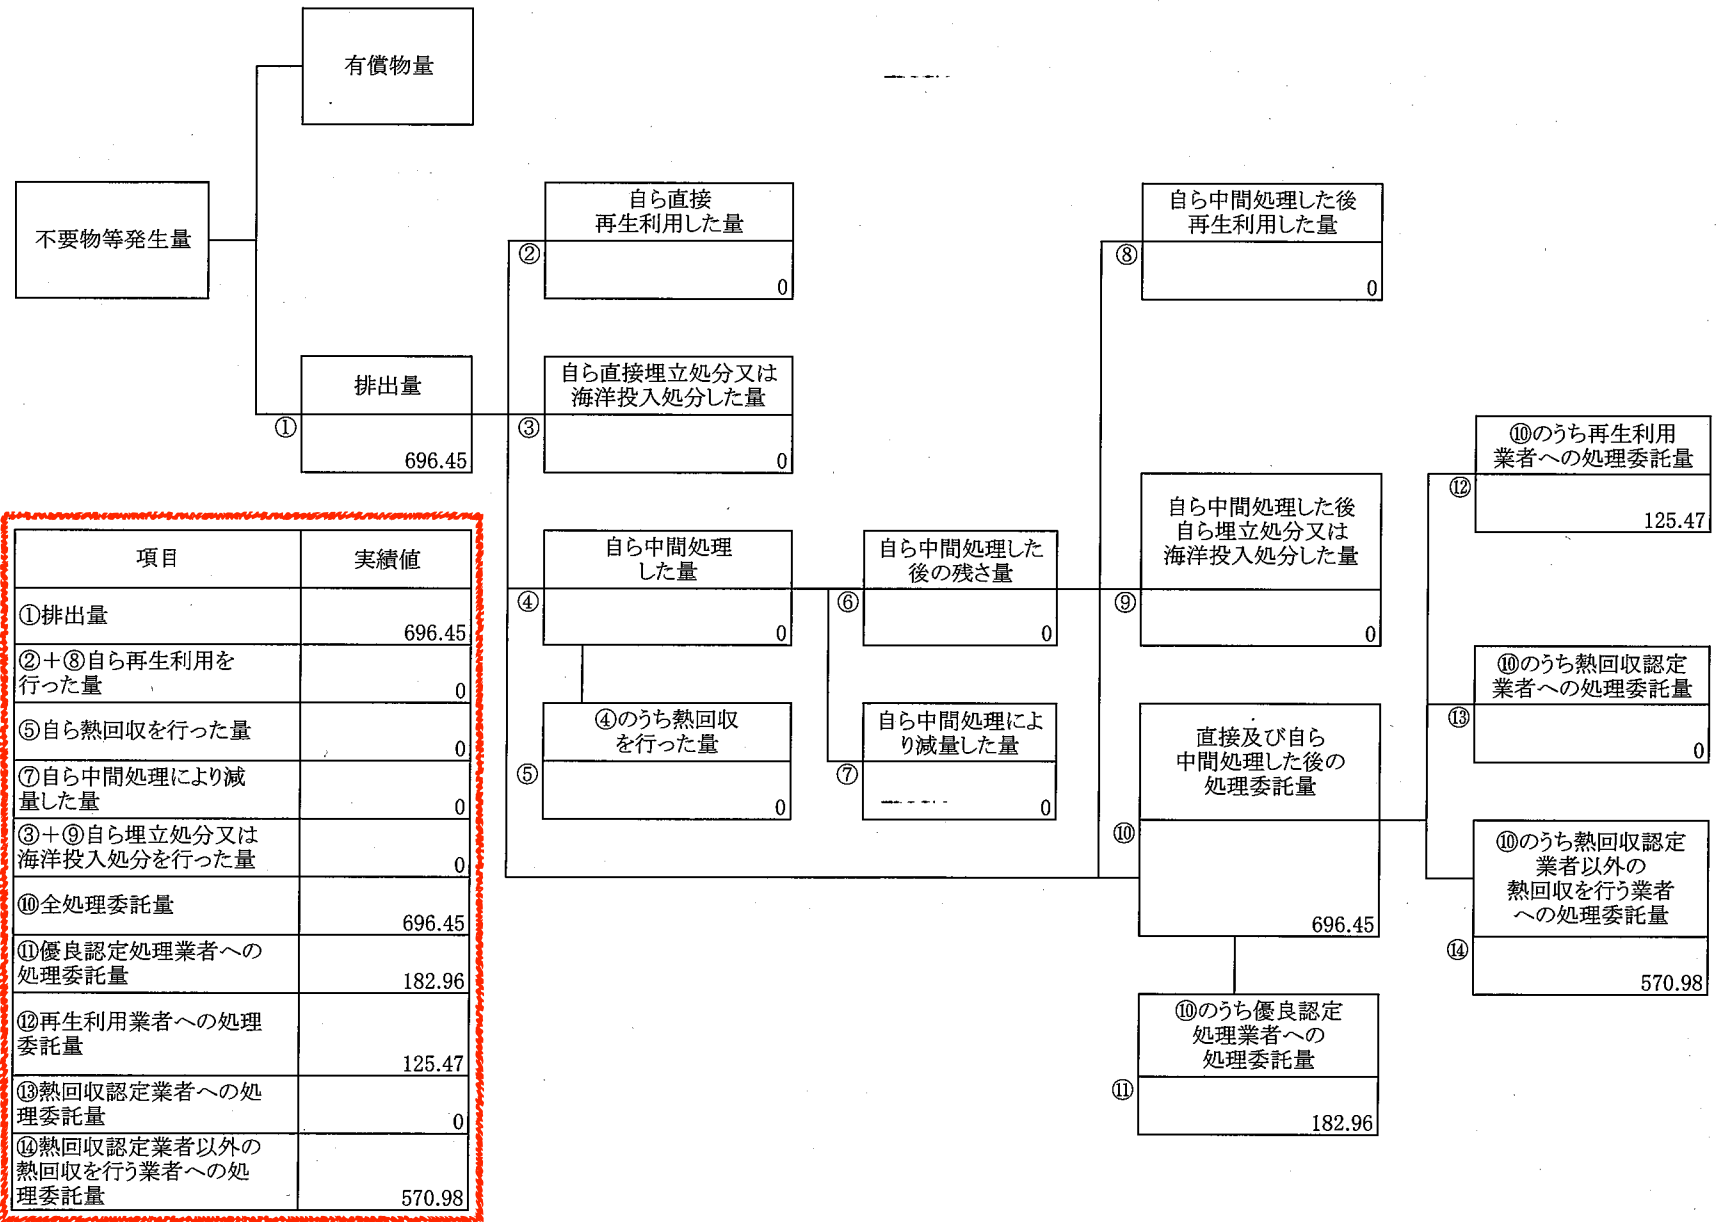 有償物量
不要物等発生量
自ら直接
再生利用した量
②
0
自ら中間処理した後
再生利用した量
⑧
0
排出量
①
696.45
自ら直接埋立処分又は
海洋投入処分した量
③
0
⑩のうち再生利用
業者への処理委託量
⑫
125.47
自ら中間処理
した量
④
0
自ら中間処理した
後の残さ量
⑥
0
自ら中間処理した後
自ら埋立処分又は
海洋投入処分した量
⑨
0
⑩のうち熱回収認定
業者への処理委託量
⑬
0
④のうち熱回収
を行った量
⑤
0
自ら中間処理によ
り減量した量
⑦
0
直接及び自ら
中間処理した後の
処理委託量
⑩
696.45
⑩のうち熱回収認定
業者以外の
熱回収を行う業者
への処理委託量
⑭
570.98
⑩のうち優良認定
処理業者への
処理委託量
⑪
182.96
項目
実績値
①排出量
696.45
②+⑧自ら再生利用を
行った量
0
⑤自ら熱回収を行った量
0
⑦自ら中間処理により減
量した量
0
③+⑨自ら埋立処分又は
海洋投入処分を行った量
0
⑩全処理委託量
696.45
⑪優良認定処理業者への
処理委託量
182.96
⑫再生利用業者への処理
委託量
125.47
⑬熱回収認定業者への処
理委託量
0
⑭熱回収認定業者以外の
熱回収を行う業者への処
理委託量
570.98